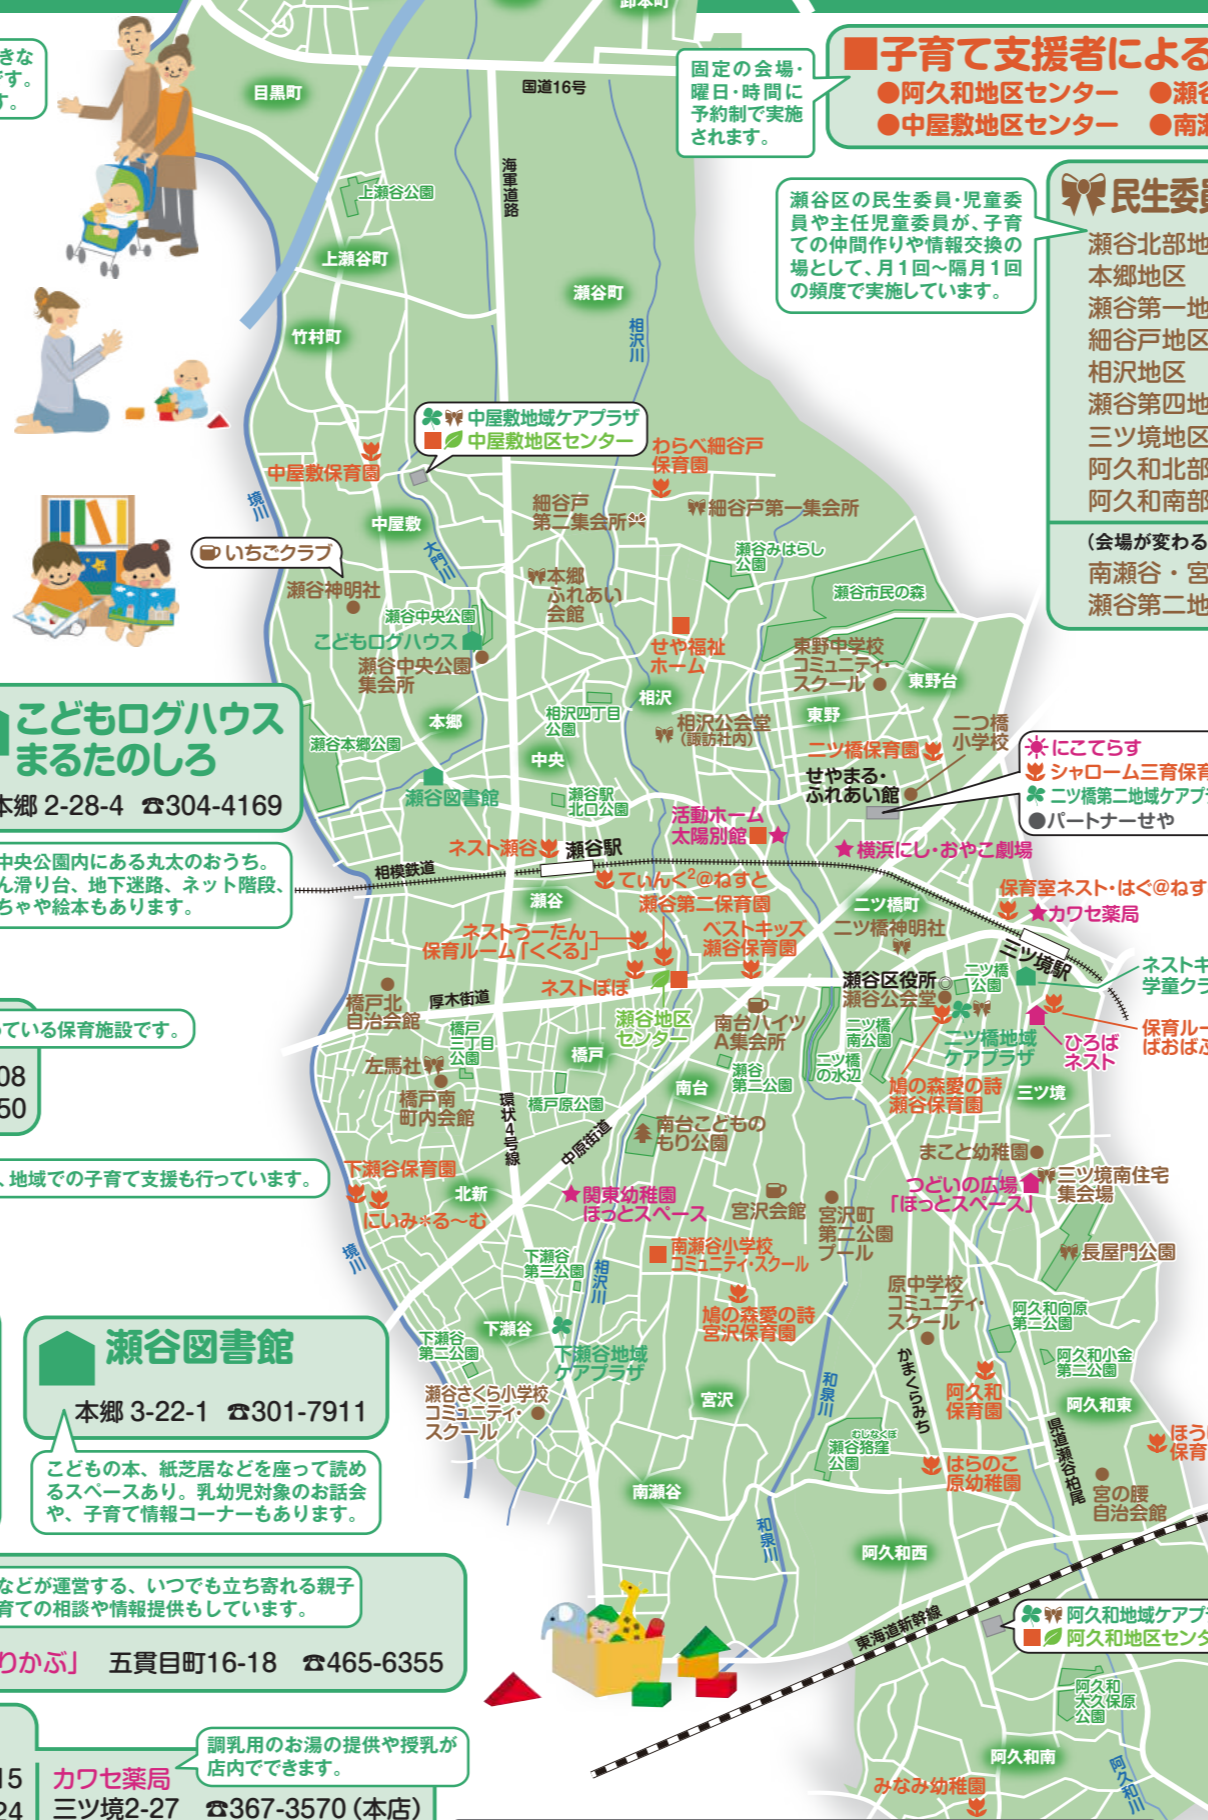 卸本町
きな
です。
す。
目黒町
国道16号
固定の会場・
曜日・時間に
予約制で実施
されます。
■子育て支援者による
●阿久和地区センター ●瀬谷
●中屋敷地区センター ●南瀬
海軍道路
上瀬谷公園
上瀬谷町
瀬谷町
相沢川
竹村町
瀬谷区の民生委員・児童委
員や主任児童委員が、子育
ての仲間作りや情報交換の
場として、月1回～隔月1回
の頻度で実施しています。
民生委員
瀬谷北部地
本郷地区
瀬谷第一地
細谷戸地区
相沢地区
瀬谷第四地
三ツ境地区
阿久和北部
阿久和南部
(会場が変わる
南瀬谷・宮
瀬谷第二地
中屋敷地域ケアプラザ
中屋敷地区センター
わらべ細谷戸
保育園
中屋敷保育園
境川
細谷戸
第二集会所
細谷戸第一集会所
中屋敷
大門川
いちごクラブ
瀬谷神明社
本郷
ふれあい
会館
瀬谷みはらし
公園
瀬谷市民の森
瀬谷中央公園
こどもログハウス
瀬谷中央公園
集会所
せや福祉
ホーム
東野中学校
コミュニティ・
スクール
東野台
相沢
こどもログハウス
まるたのしろ
本郷 2-28-4 ☎304-4169
本郷
相沢四丁目
公園
相沢公会堂
(諏訪社内)
東野
二つ橋
小学校
瀬谷本郷公園
中央
二ツ橋保育園
せやまる・
ふれあい館
にこてらす
シャローム三育保育
二ツ橋第二地域ケアプラ
●パートナーせや
瀬谷図書館
瀬谷駅
北口公園
活動ホーム
太陽別館
中央公園内にある丸太のおうち。
ん滑り台、地下迷路、ネット階段、
ちゃや絵本もあります。
ネスト瀬谷
瀬谷駅
横浜にし・おやこ劇場
相模鉄道
てぃんぐ²@ねすと
瀬谷第二保育園
保育室ネスト・はぐ@ねす
カワセ薬局
瀬谷
二ツ橋町
ネストうーたん
保育ルーム「くくる」
ベストキッズ
瀬谷保育園
二ツ橋神明社
三ツ境駅
ネストぽぽ
瀬谷区役所
瀬谷公会堂
二ツ橋
公園
ネストキ
学童クラ
橋戸北
自治会館
厚木街道
瀬谷地区
センター
南台ハイツ
A集会所
二ツ橋
南公園
二ツ橋地域
ケアプラザ
ひろば
ネスト
保育ルー
ぱおぱぷ
っている保育施設です。
08
50
橋戸
三丁目
公園
左馬社
橋戸
南台
瀬谷
第二公園
二ツ橋
の水辺
鳩の森愛の詩
瀬谷保育園
三ツ境
橋戸南
町内会館
環状4号線
橋戸原公園
中原街道
南台こどもの
もり公園
まこと幼稚園
つどいの広場
「ほっとスペース」
三ツ境南住宅
集会場
、地域での子育て支援も行っています。
下瀬谷保育園
北新
にいみ*る～む
関東幼稚園
ほっとスペース
宮沢会館
宮沢町
第二公園
プール
境川
下瀬谷
第三公園
相沢川
南瀬谷小学校
コミュニティ・スクール
長屋門公園
原中学校
コミュニティ・
スクール
阿久和向原
第二公園
鳩の森愛の詩
宮沢保育園
瀬谷図書館
本郷 3-22-1 ☎301-7911
こどもの本、紙芝居などを座って読め
るスペースあり。乳幼児対象のお話会
や、子育て情報コーナーもあります。
下瀬谷
下瀬谷
第二公園
下瀬谷地域
ケアプラザ
瀬谷さくら小学校
コミュニティ・
スクール
宮沢
和泉川
かまくらみち
阿久和
保育園
阿久和小金
第二公園
阿久和東
むじなくぼ
瀬谷狢窪
公園
はらのこ
原幼稚園
県道瀬谷柏尾
ほうゆ
保育
宮の腰
自治会館
南瀬谷
和泉川
阿久和西
などが運営する、いつでも立ち寄れる親子
育ての相談や情報提供もしています。
りかぶ」 五貫目町16-18 ☎465-6355
東海道新幹線
阿久和地域ケアプラ
阿久和地区センタ
阿久和
大久保原
公園
調乳用のお湯の提供や授乳が
店内でできます。
15
24
カワセ薬局
三ツ境2-27 ☎367-3570(本店)
阿久和南
みなみ幼稚園
阿久和川